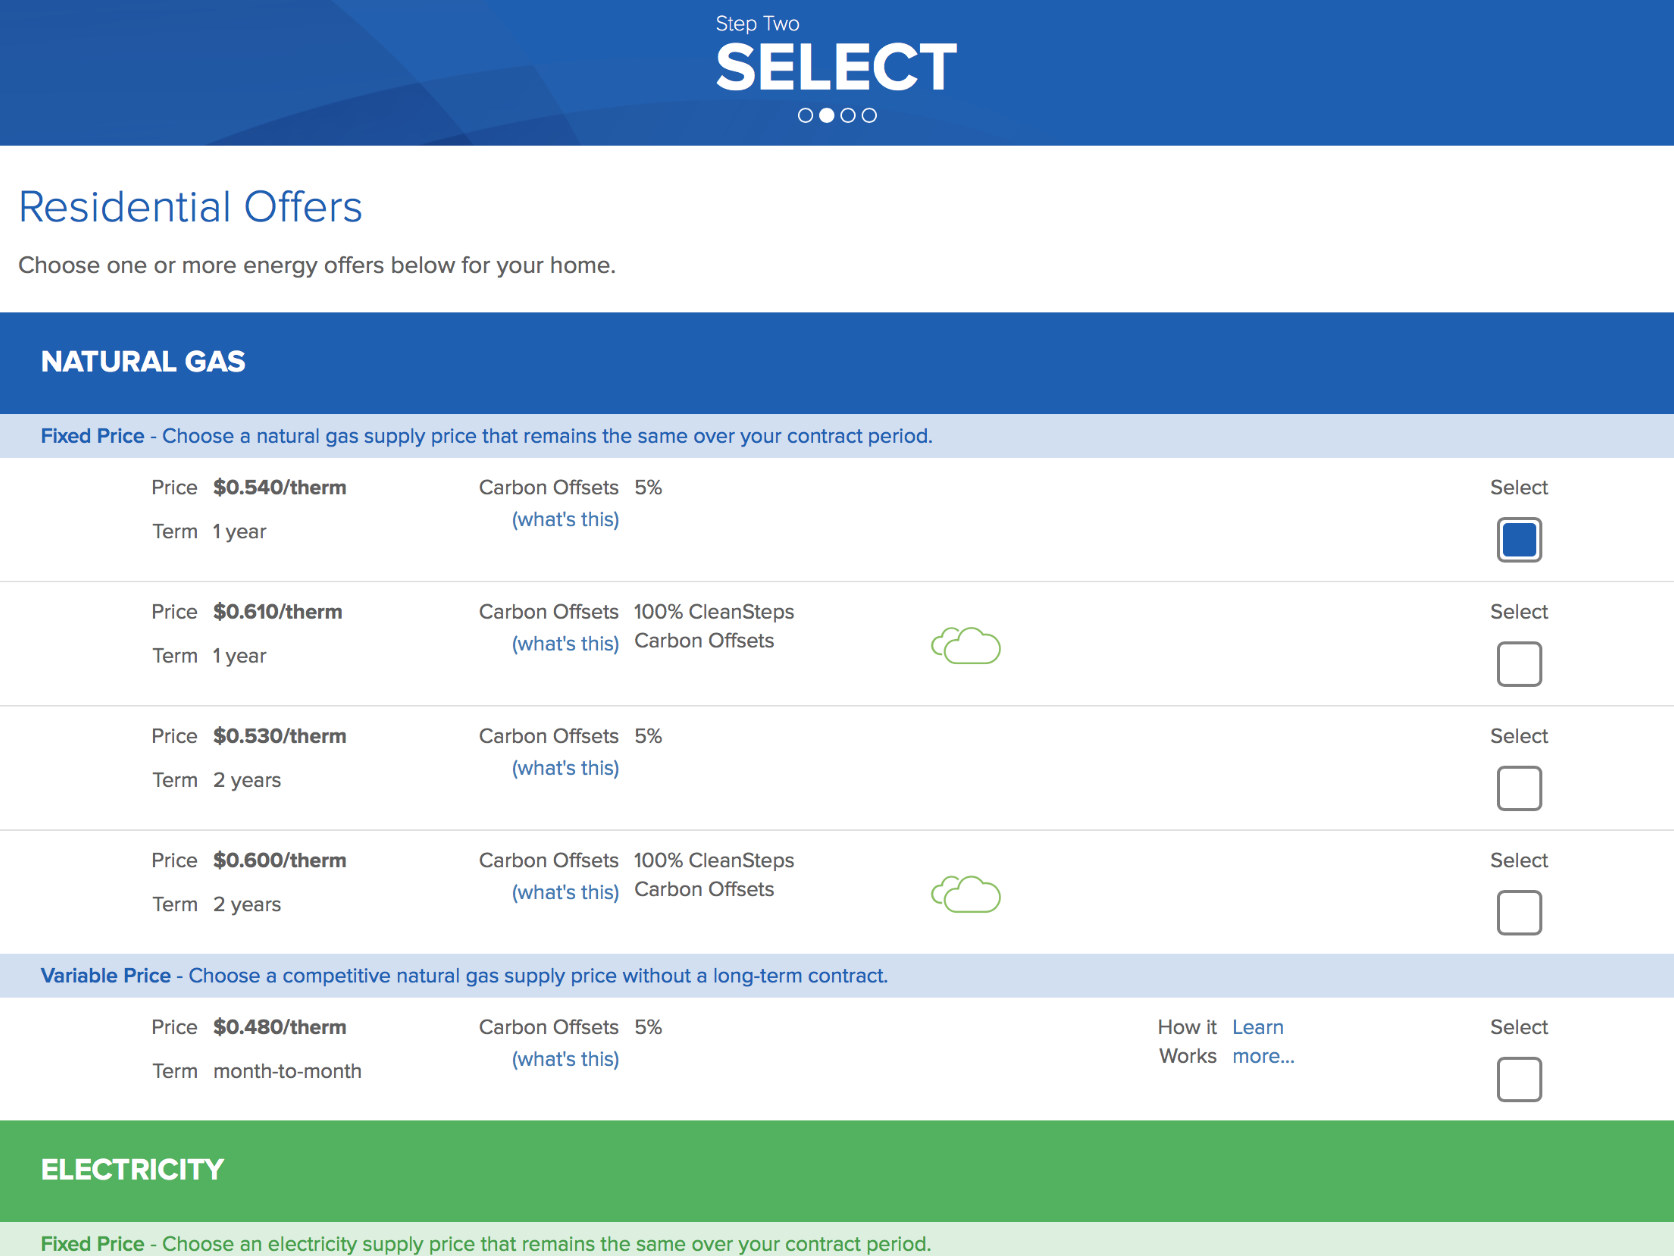 Step Two
SELECT
Residential Offers
Choose one or more energy offers below for your home.
NATURAL GAS
Fixed Price - Choose a natural gas supply price that remains the same over your contract period.
Price $0.540/therm Carbon Offsets 5% Select
(what's this)
Term 1 year
Price $0.610/therm Carbon Offsets 100% CleanSteps Select
(what's this) Carbon Offsets
Term 1 year
Price $0.530/therm Carbon Offsets 5% Select
(what's this)
Term 2 years
Price $0.600/therm Carbon Offsets 100% CleanSteps Select
(what's this) Carbon Offsets
Term 2 years
Variable Price - Choose a competitive natural gas supply price without a long-term contract.
Price $0.480/therm Carbon Offsets 5% How it Learn Select
(what's this) Works more...
Term month-to-month
ELECTRICITY
Fixed Price - Choose an electricity supply price that remains the same over your contract period.